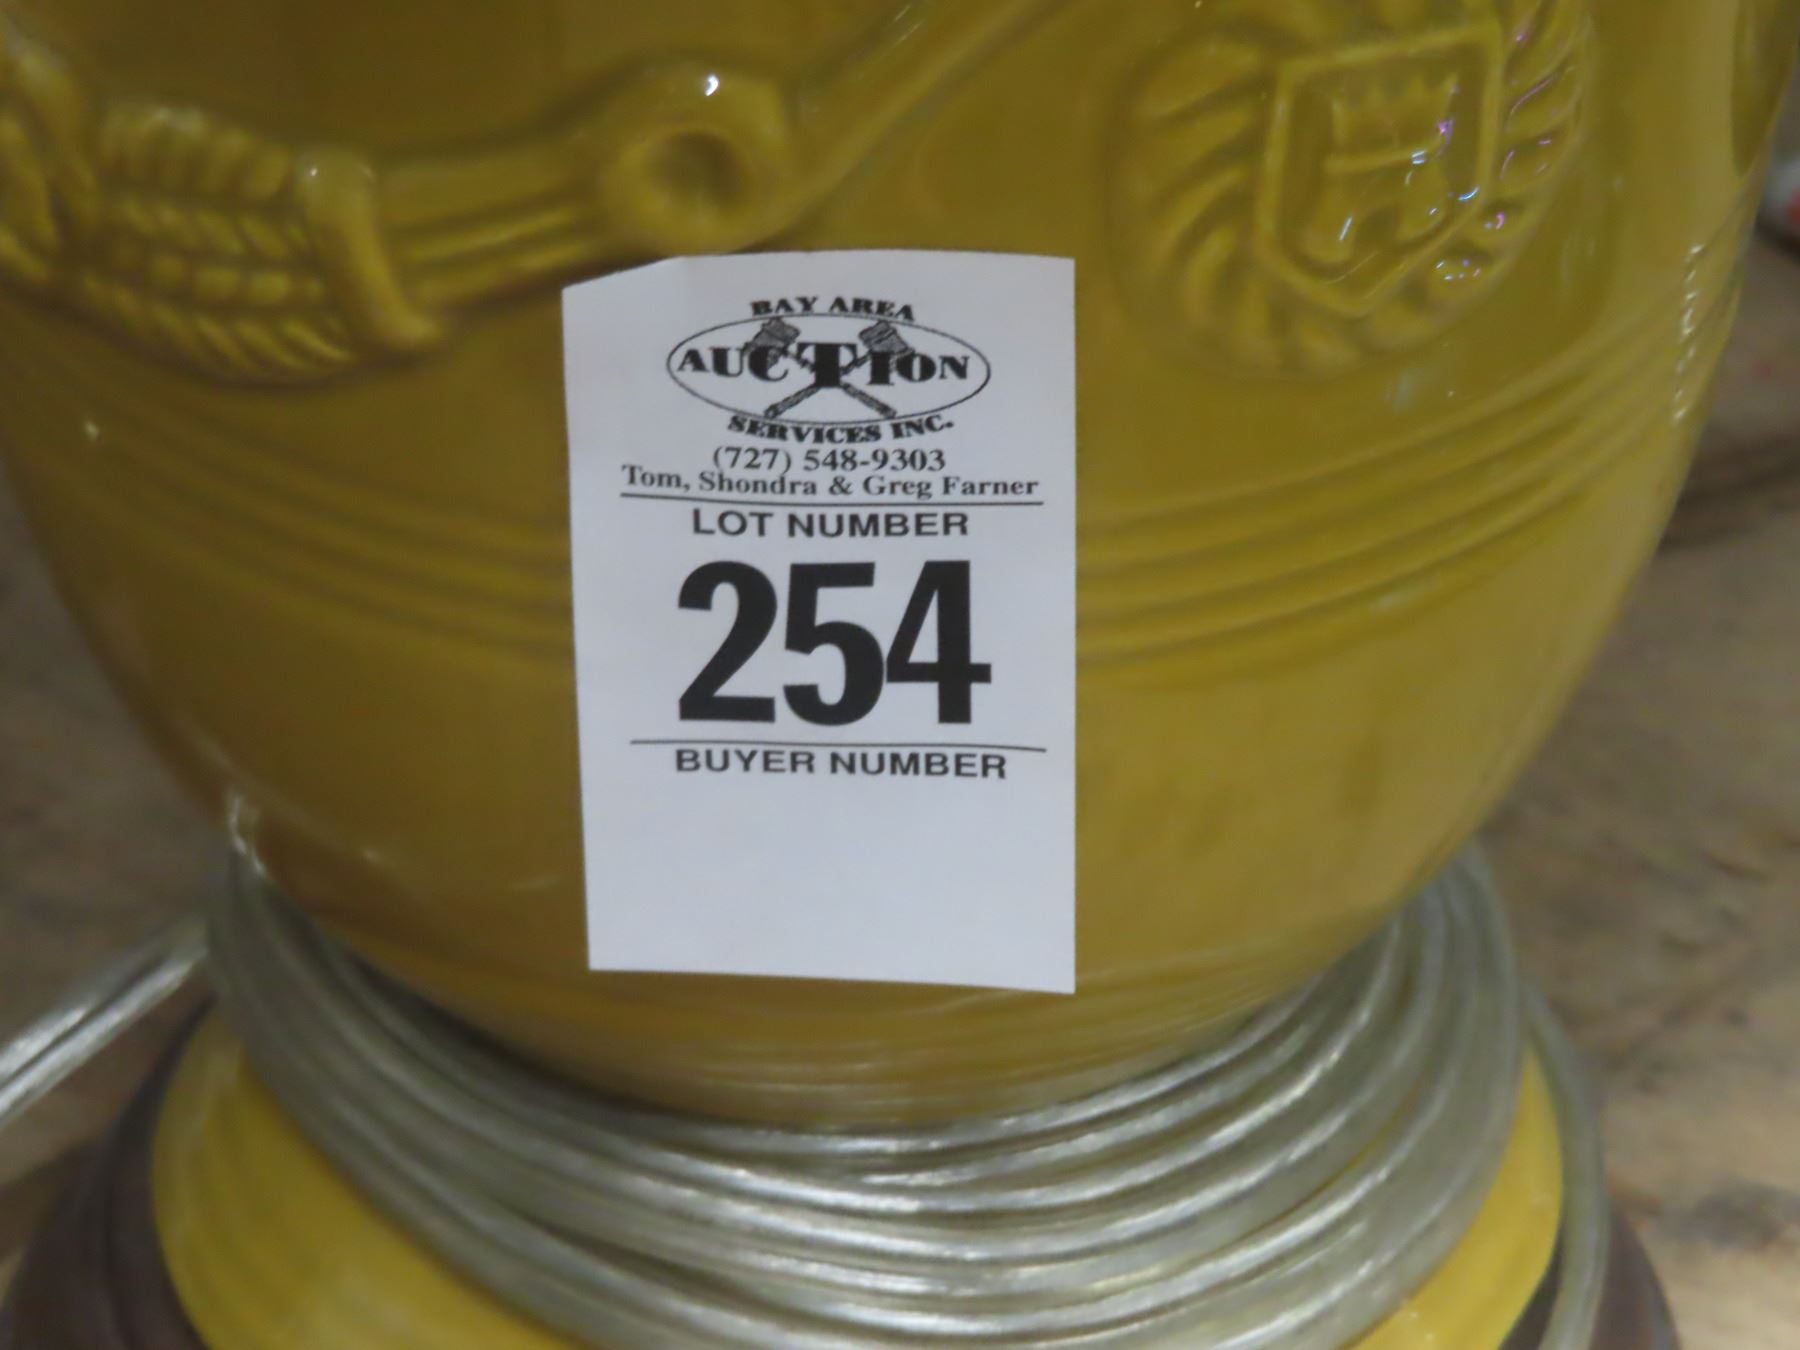 BAY AREA
AUCTION
SERVICES INC.
(727) 548-9303
Tom, Shondra & Greg Farner
LOT NUMBER
254
BUYER NUMBER